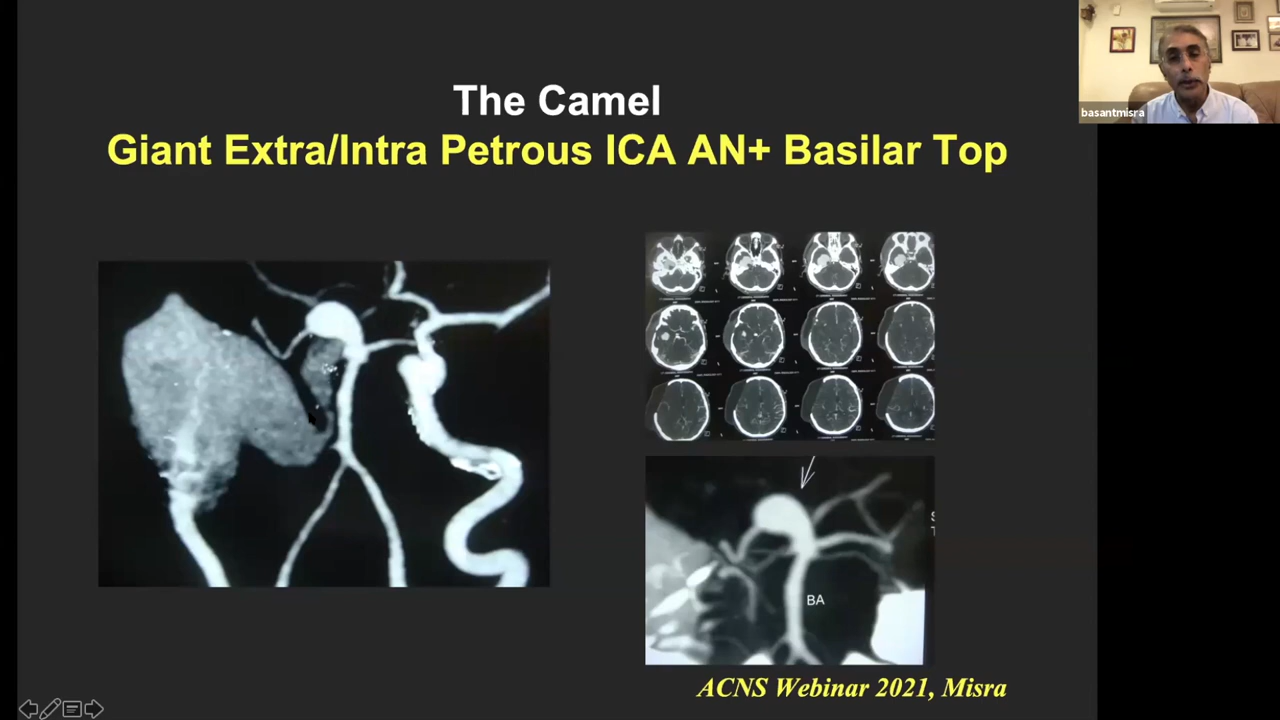 The Camel
Giant Extra/Intra Petrous ICA AN+ Basilar Top
basantmisra
BA
ACNS Webinar 2021, Misra